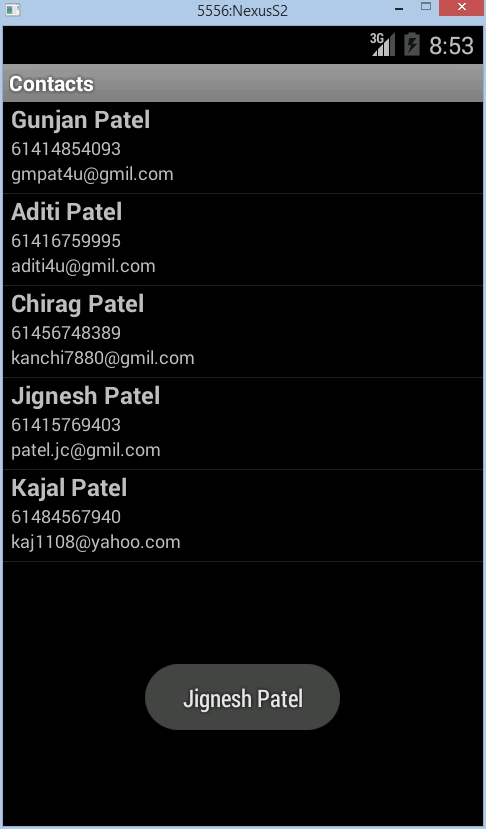 5556:NexusS2
3G 8:53
Contacts
Gunjan Patel
61414854093
gmpat4u@gmil.com
Aditi Patel
61416759995
aditi4u@gmil.com
Chirag Patel
61456748389
kanchi7880@gmil.com
Jignesh Patel
61415769403
patel.jc@gmil.com
Kajal Patel
61484567940
kaj1108@yahoo.com
Jignesh Patel